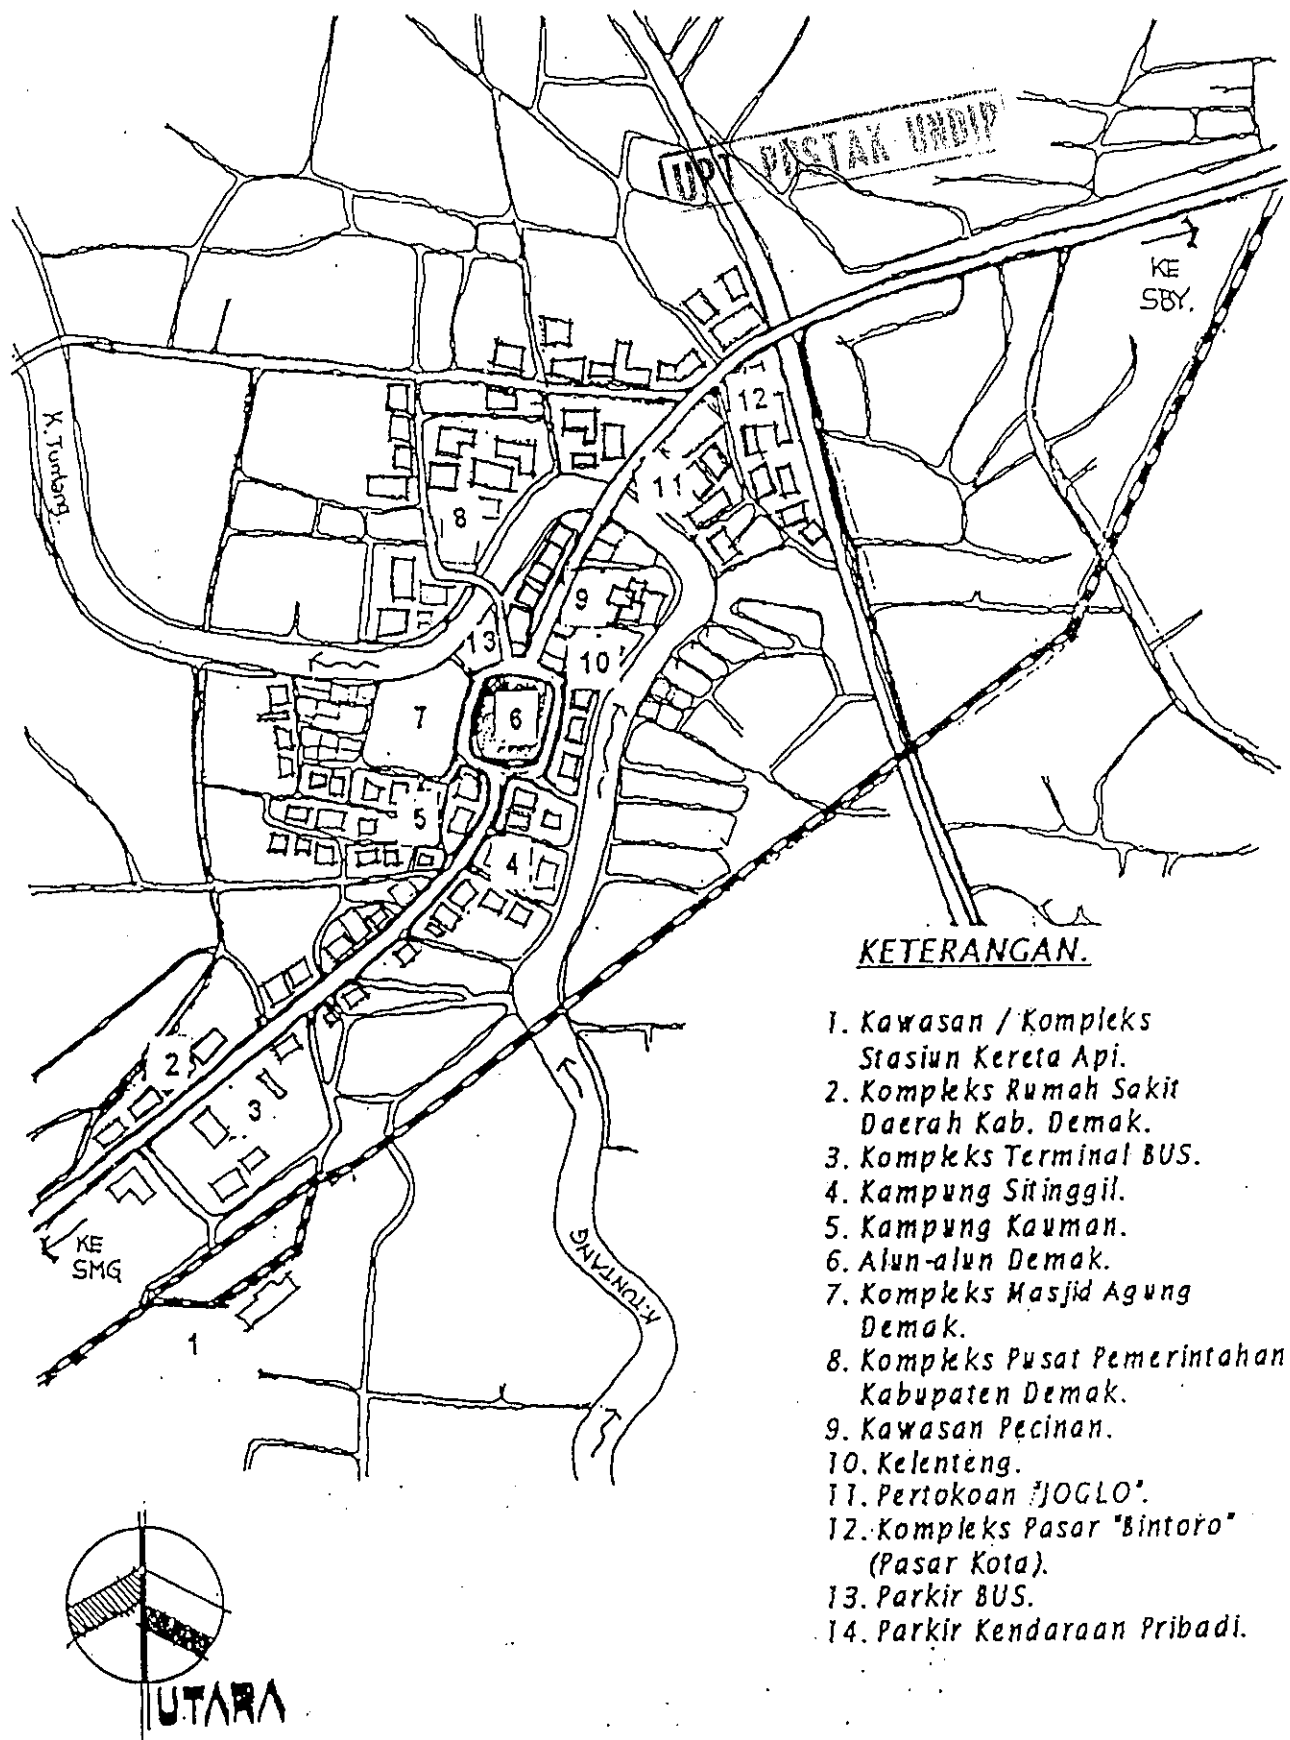 UPT PUSTAK UNDIP
KE
SBY.
K. Tuntang.
12
11
8
9
13
10
7
6
5
4
2
3
KE
SMG
1
K.TUNTANG
KETERANGAN.
1. Kawasan / Kompleks
Stasiun Kereta Api.
2. Kompleks Rumah Sakit
Daerah Kab. Demak.
3. Kompleks Terminal BUS.
4. Kampung Sitinggil.
5. Kampung Kauman.
6. Alun-alun Demak.
7. Kompleks Masjid Agung
Demak.
8. Kompleks Pusat Pemerintahan
Kabupaten Demak.
9. Kawasan Pecinan.
10. Kelenteng.
11. Pertokoan "JOGLO".
12. Kompleks Pasar "Bintoro"
(Pasar Kota).
13. Parkir BUS.
14. Parkir Kendaraan Pribadi.
UTARA